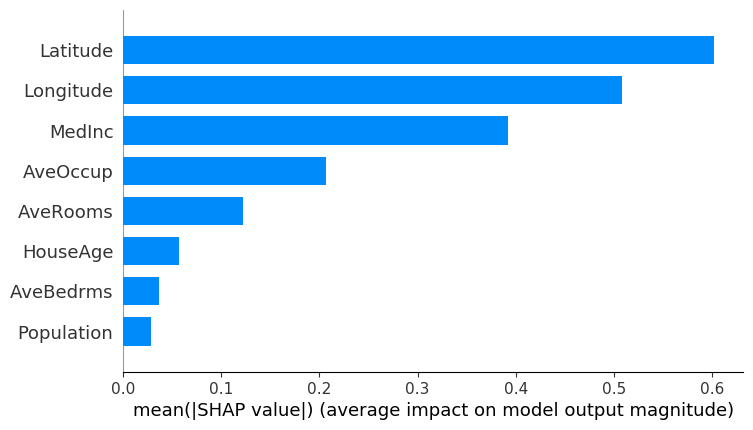 Latitude
Longitude
MedInc
AveOccup
AveRooms
HouseAge
AveBedrms
Population
0.0 0.1 0.2 0.3 0.4 0.5 0.6
mean(|SHAP value|) (average impact on model output magnitude)